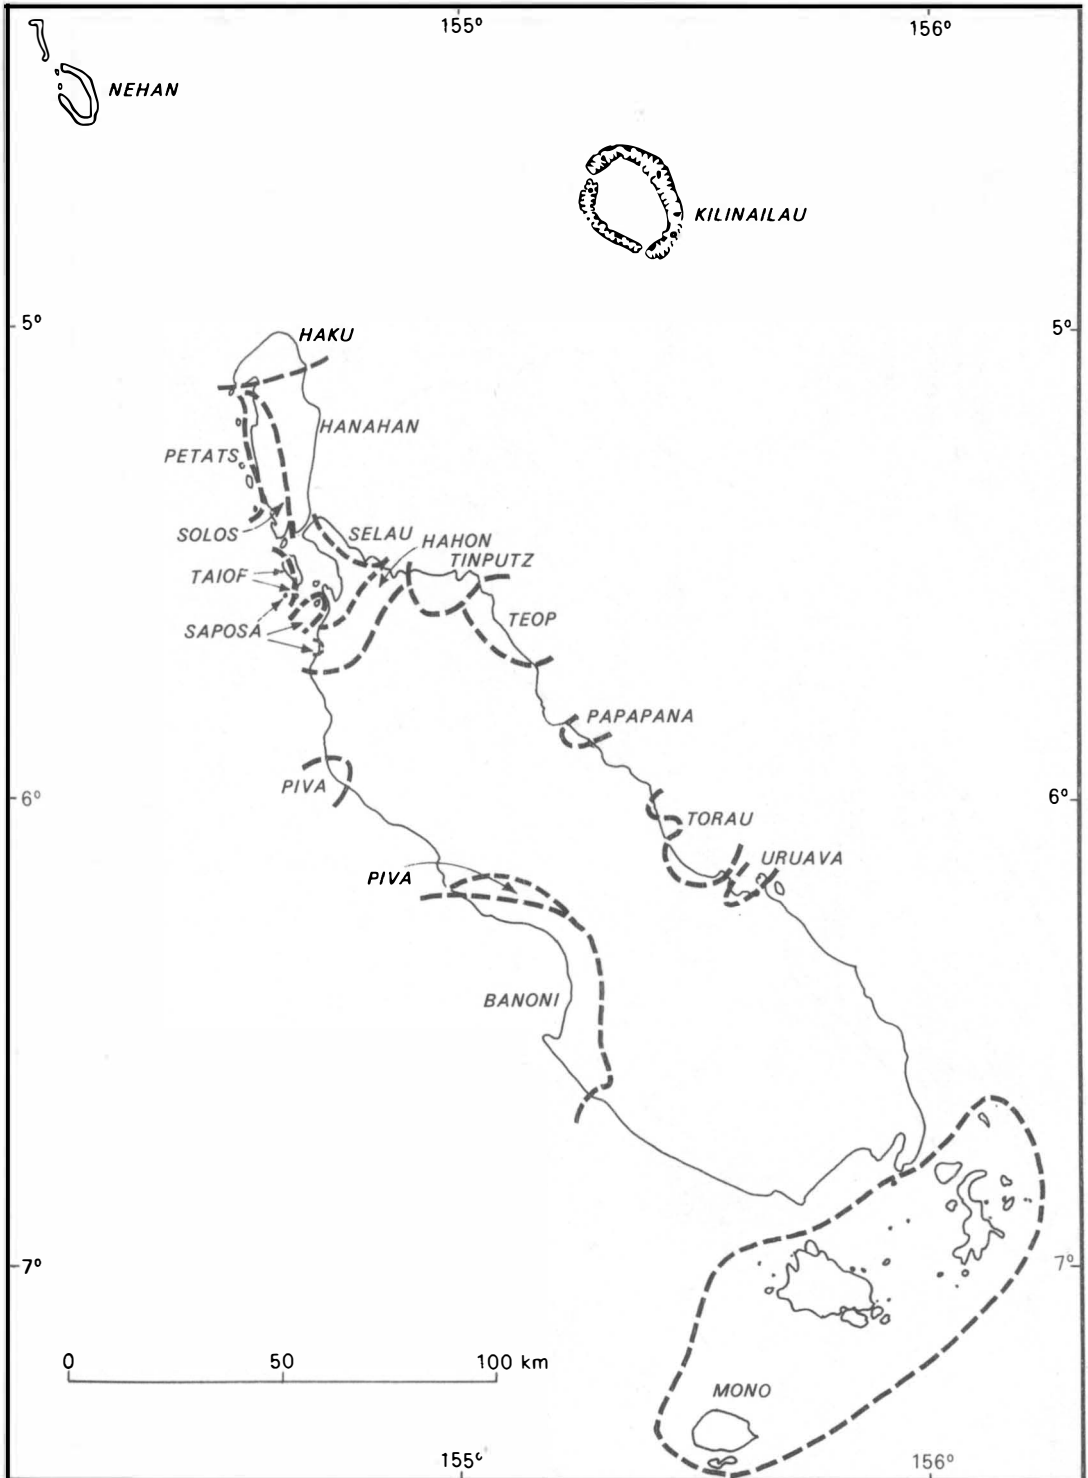 155° 156°
NEHAN
KILINAILAU
5° 5°
HAKU
HANAHAN
PETATS
SOLOS
SELAU
HAHON
TINPUTZ
TAIOF
TEOP
SAPOSA
PAPAPANA
PIVA
6° 6°
TORAU
URUAVA
PIVA
BANONI
7° 7°
0 50 100 km
MONO
155° 156°